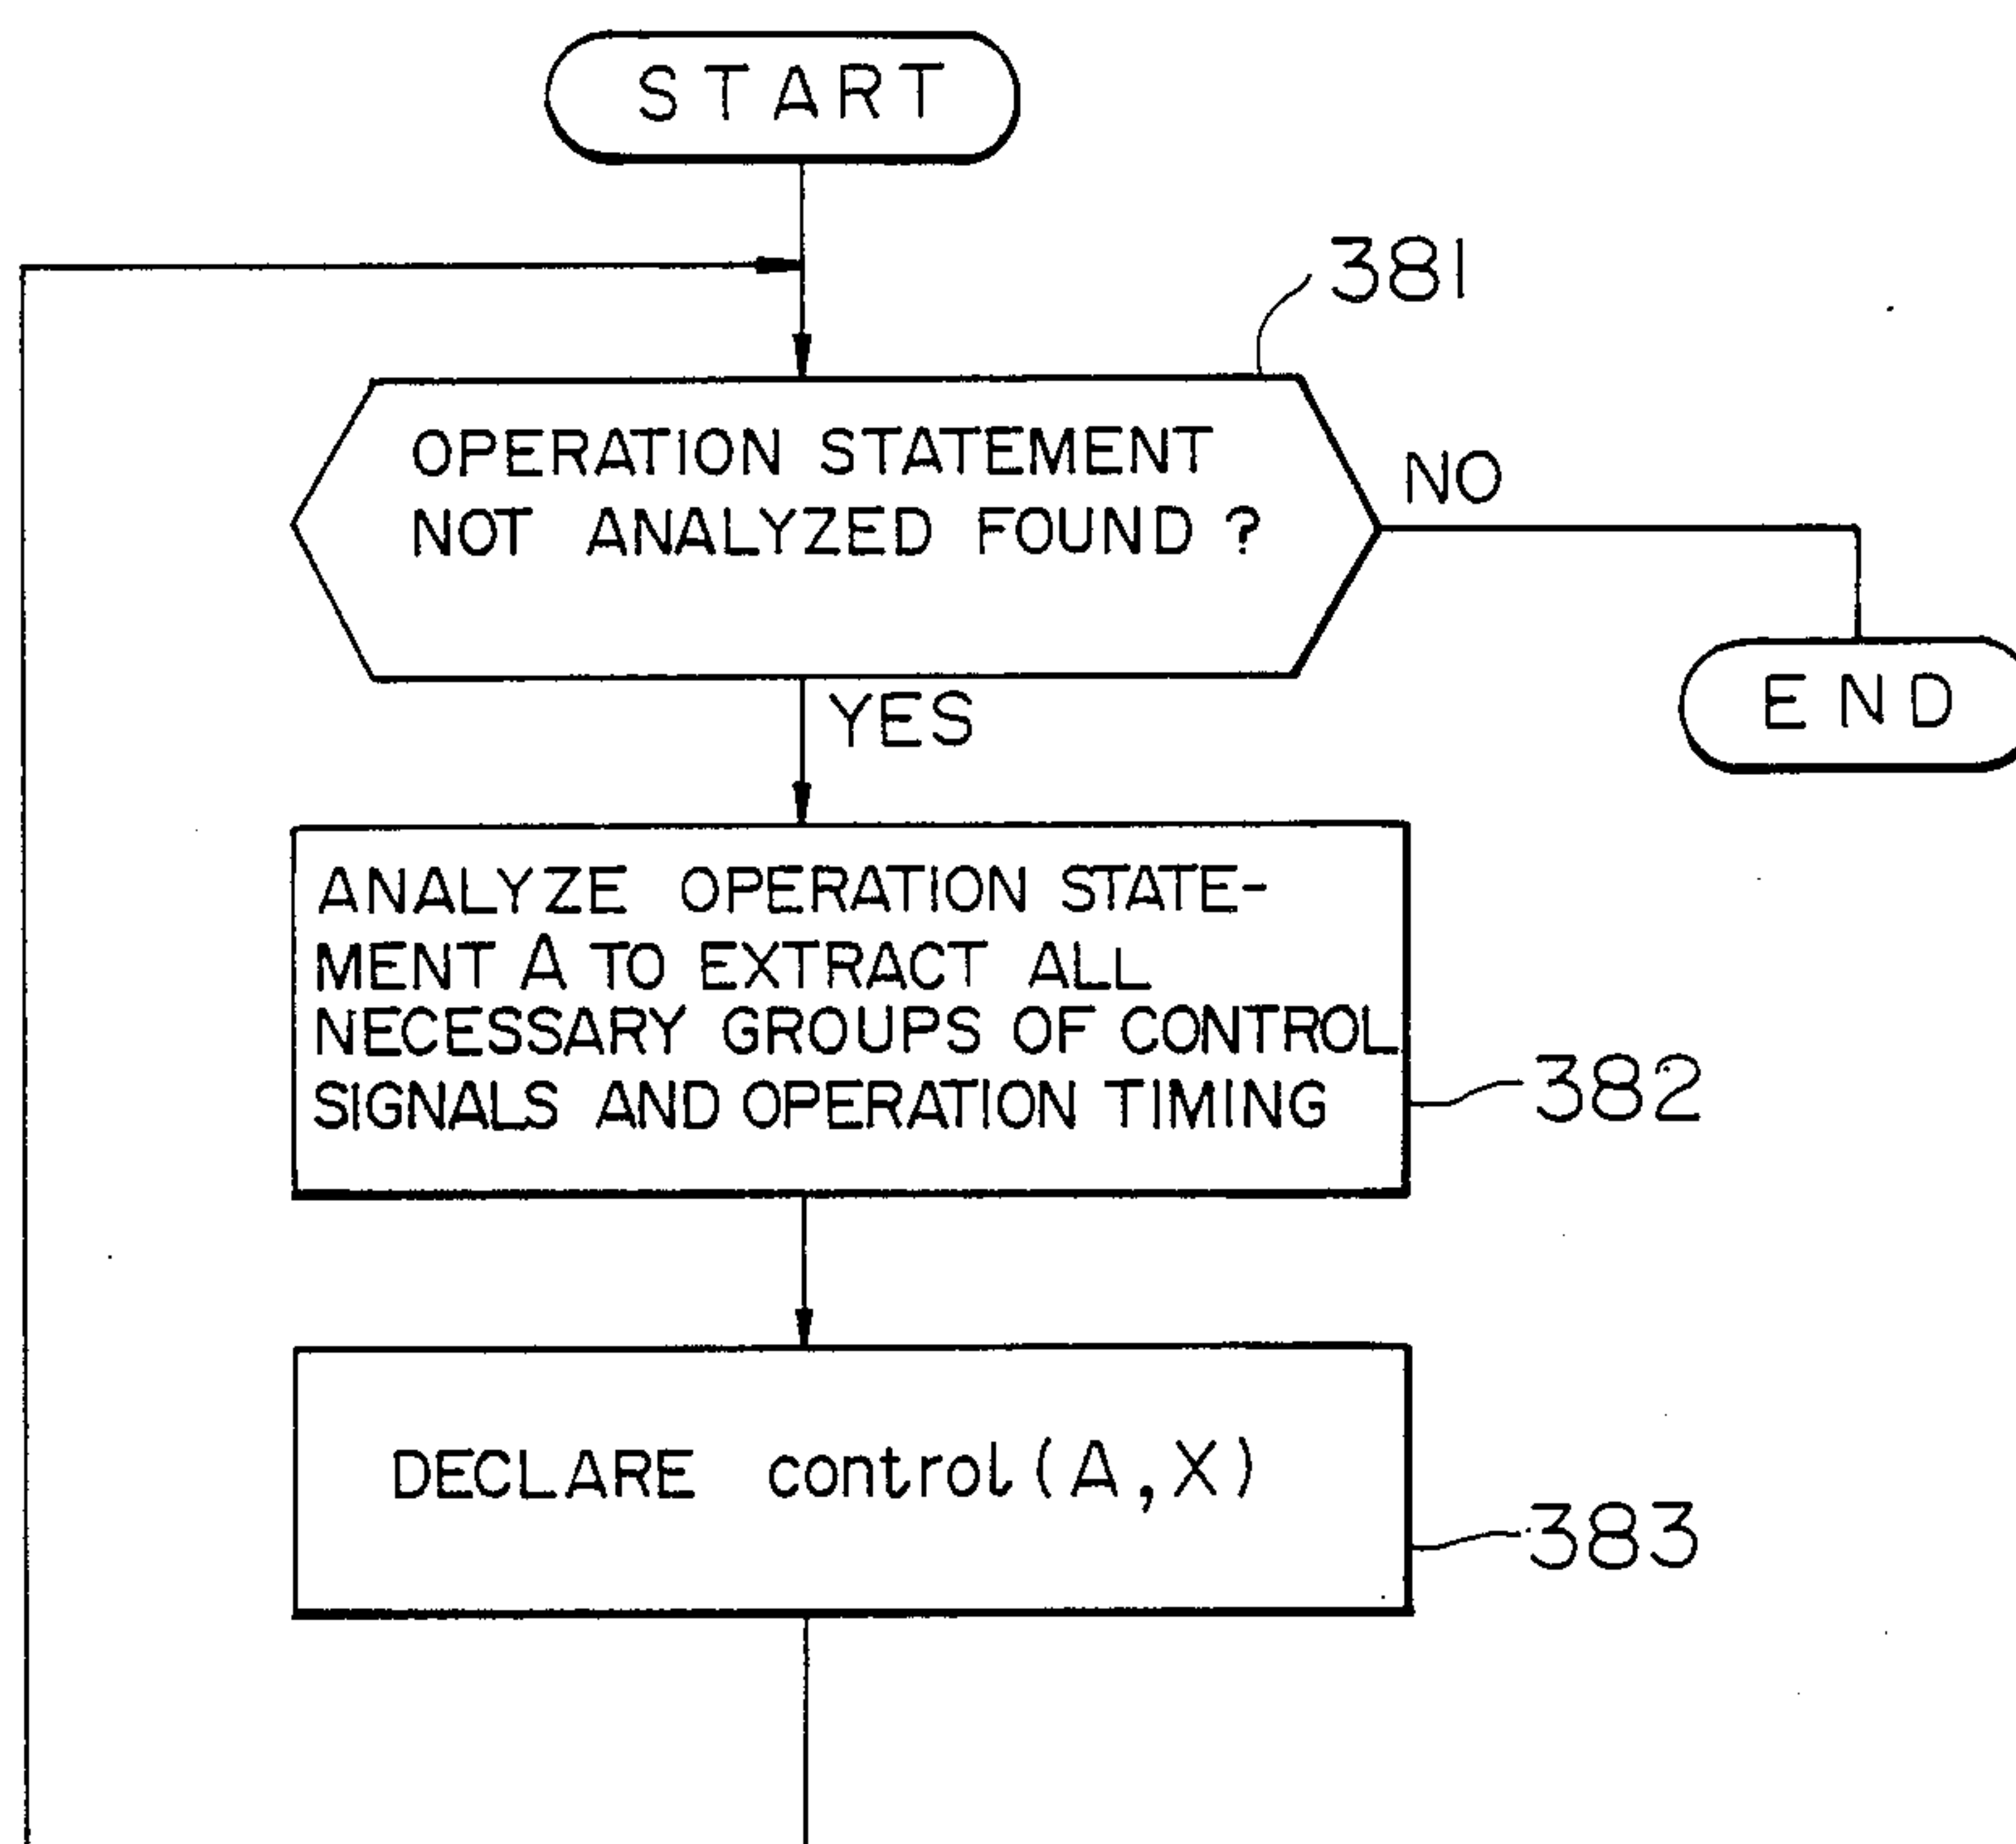 START
381
OPERATION STATEMENT
NOT ANALYZED FOUND ?
NO
END
YES
ANALYZE OPERATION STATE-
MENT A TO EXTRACT ALL
NECESSARY GROUPS OF CONTROL
SIGNALS AND OPERATION TIMING
382
DECLARE control(A,X)
383